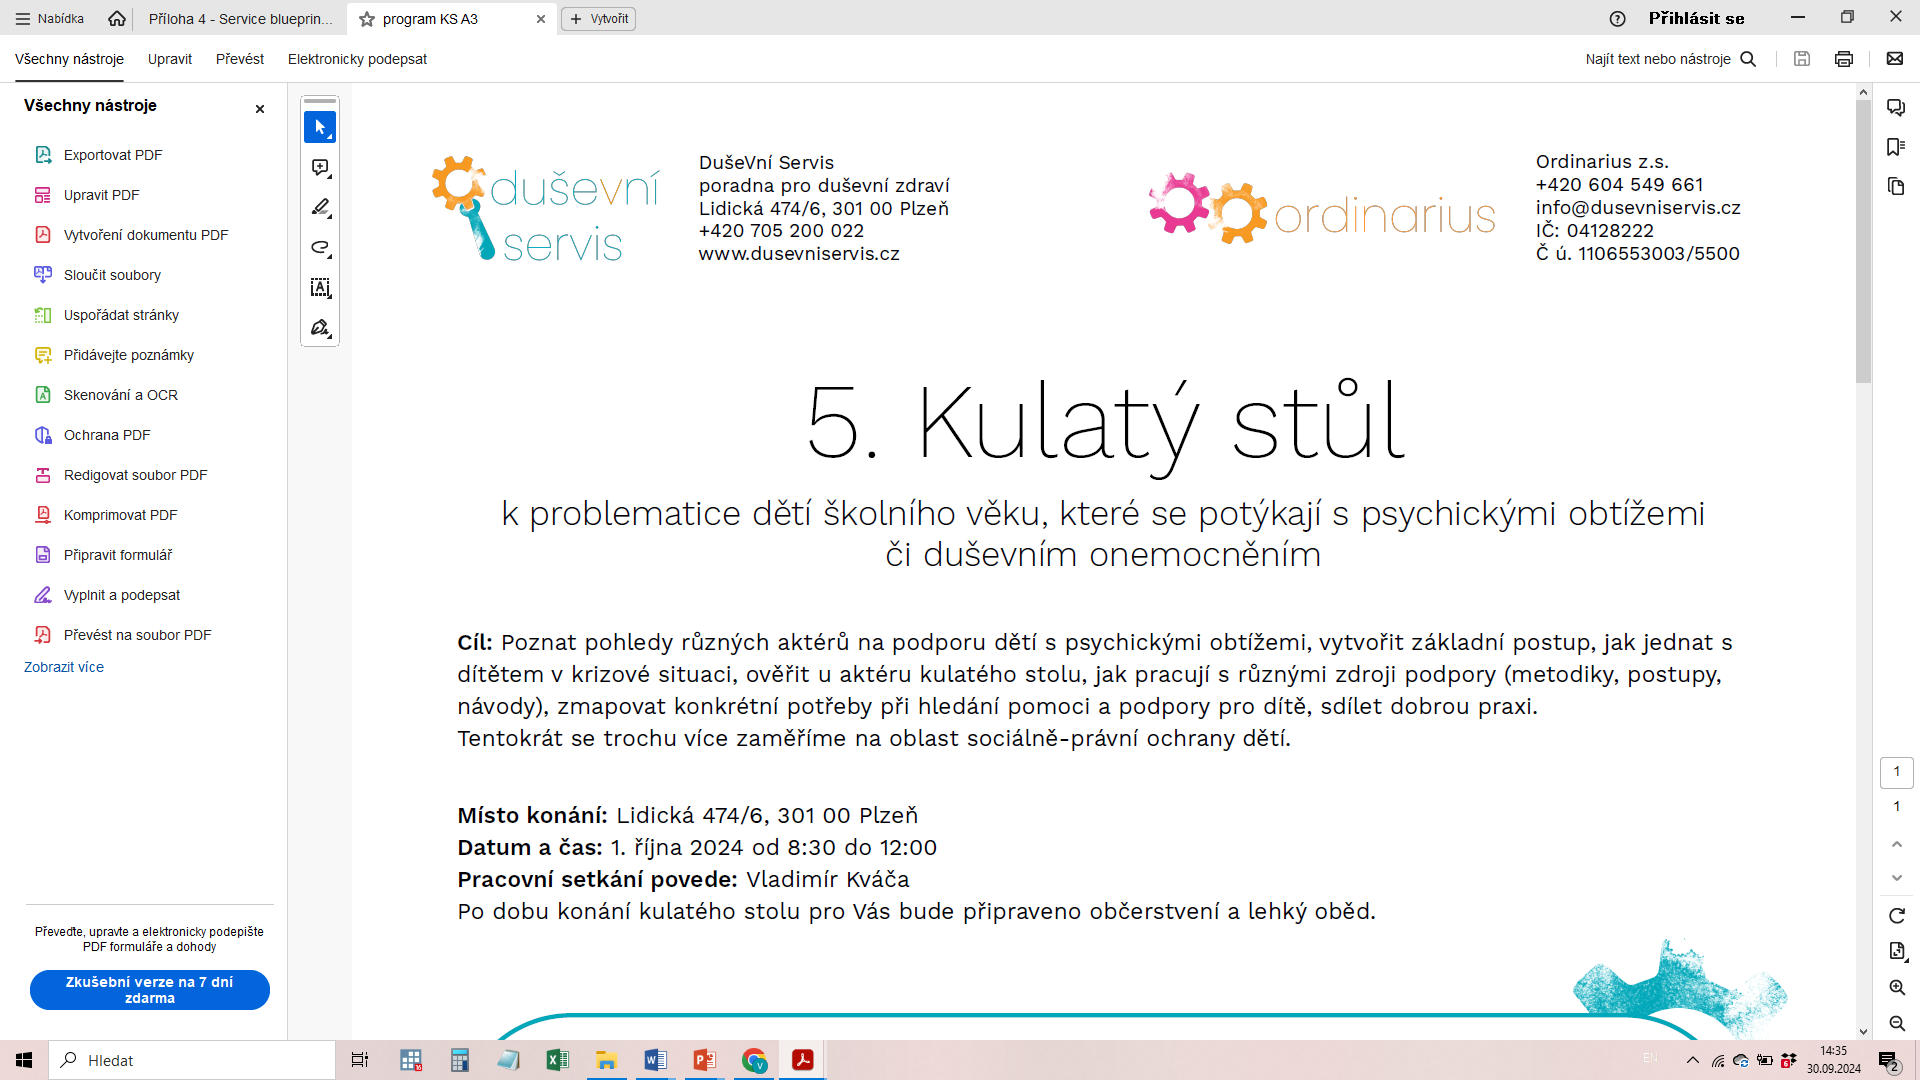 Nabídka
Příloha 4 - Service blueprin...
program KS A3
Vytvořit
Přihlásit se
Všechny nástroje
Upravit
Převést
Elektronicky podepsat
Najít text nebo nástroje
Všechny nástroje
Exportovat PDF
Upravit PDF
Vytvoření dokumentu PDF
Sloučit soubory
Uspořádat stránky
Přidávejte poznámky
Skenování a OCR
Ochrana PDF
Redigovat soubor PDF
Komprimovat PDF
Připravit formulář
Vyplnit a podepsat
Převést na soubor PDF
Zobrazit více
Převeďte, upravte a elektronicky podepište
PDF formuláře a dohody
Zkušební verze na 7 dní
zdarma
duševní
servis
DušeVní Servis
poradna pro duševní zdraví
Lidická 474/6, 301 00 Plzeň
+420 705 200 022
www.dusevniservis.cz
ordinarius
Ordinarius z.s.
+420 604 549 661
info@dusevniservis.cz
IČ: 04128222
Č ú. 1106553003/5500
5. Kulatý stůl
k problematice dětí školního věku, které se potýkají s psychickými obtížemi
či duševním onemocněním
Cíl: Poznat pohledy různých aktérů na podporu dětí s psychickými obtížemi, vytvořit základní postup, jak jednat s
dítětem v krizové situaci, ověřit u aktéru kulatého stolu, jak pracují s různými zdroji podpory (metodiky, postupy,
návody), zmapovat konkrétní potřeby při hledání pomoci a podpory pro dítě, sdílet dobrou praxi.
Tentokrát se trochu více zaměříme na oblast sociálně-právní ochrany dětí.
Místo konání: Lidická 474/6, 301 00 Plzeň
Datum a čas: 1. října 2024 od 8:30 do 12:00
Pracovní setkání povede: Vladimír Kváča
Po dobu konání kulatého stolu pro Vás bude připraveno občerstvení a lehký oběd.
1
1
Hledat
EN
14:35
30.09.2024
2